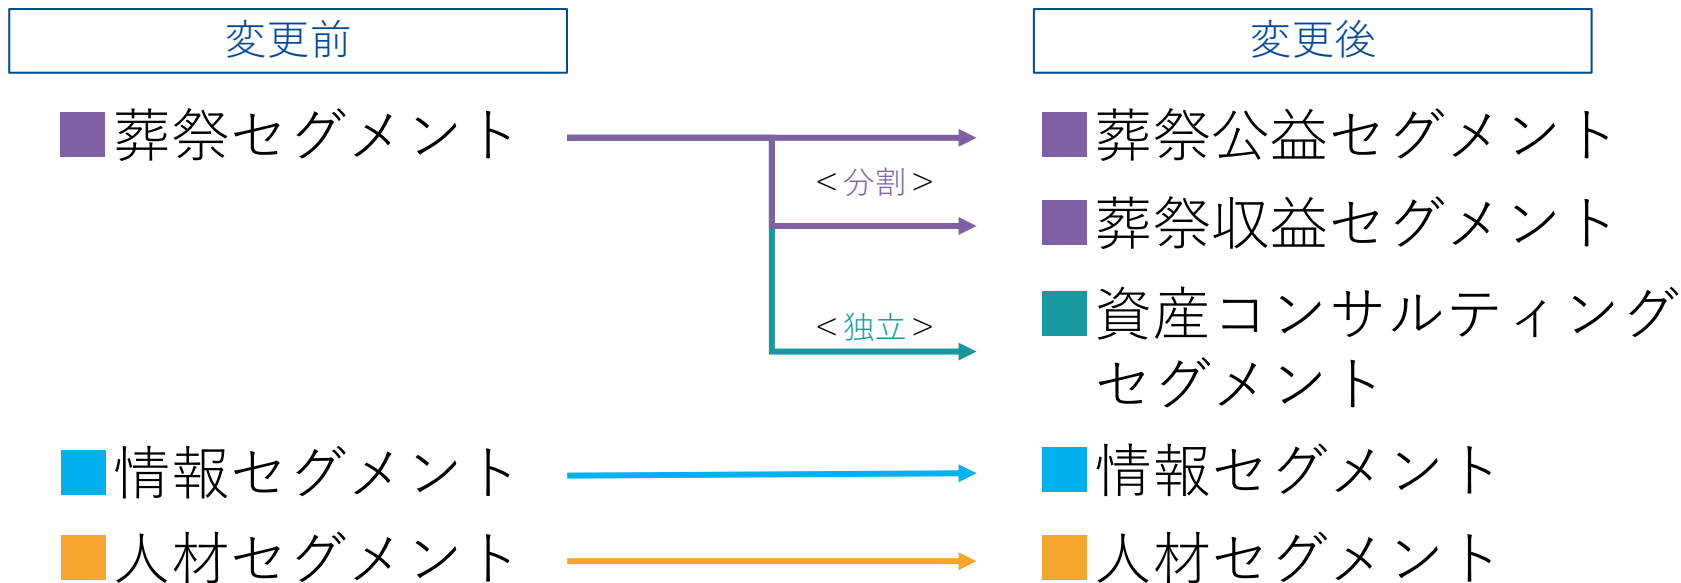 変更前
変更後
葬祭セグメント
葬祭公益セグメント
<分割>
葬祭収益セグメント
<独立>
資産コンサルティング
セグメント
情報セグメント
情報セグメント
人材セグメント
人材セグメント